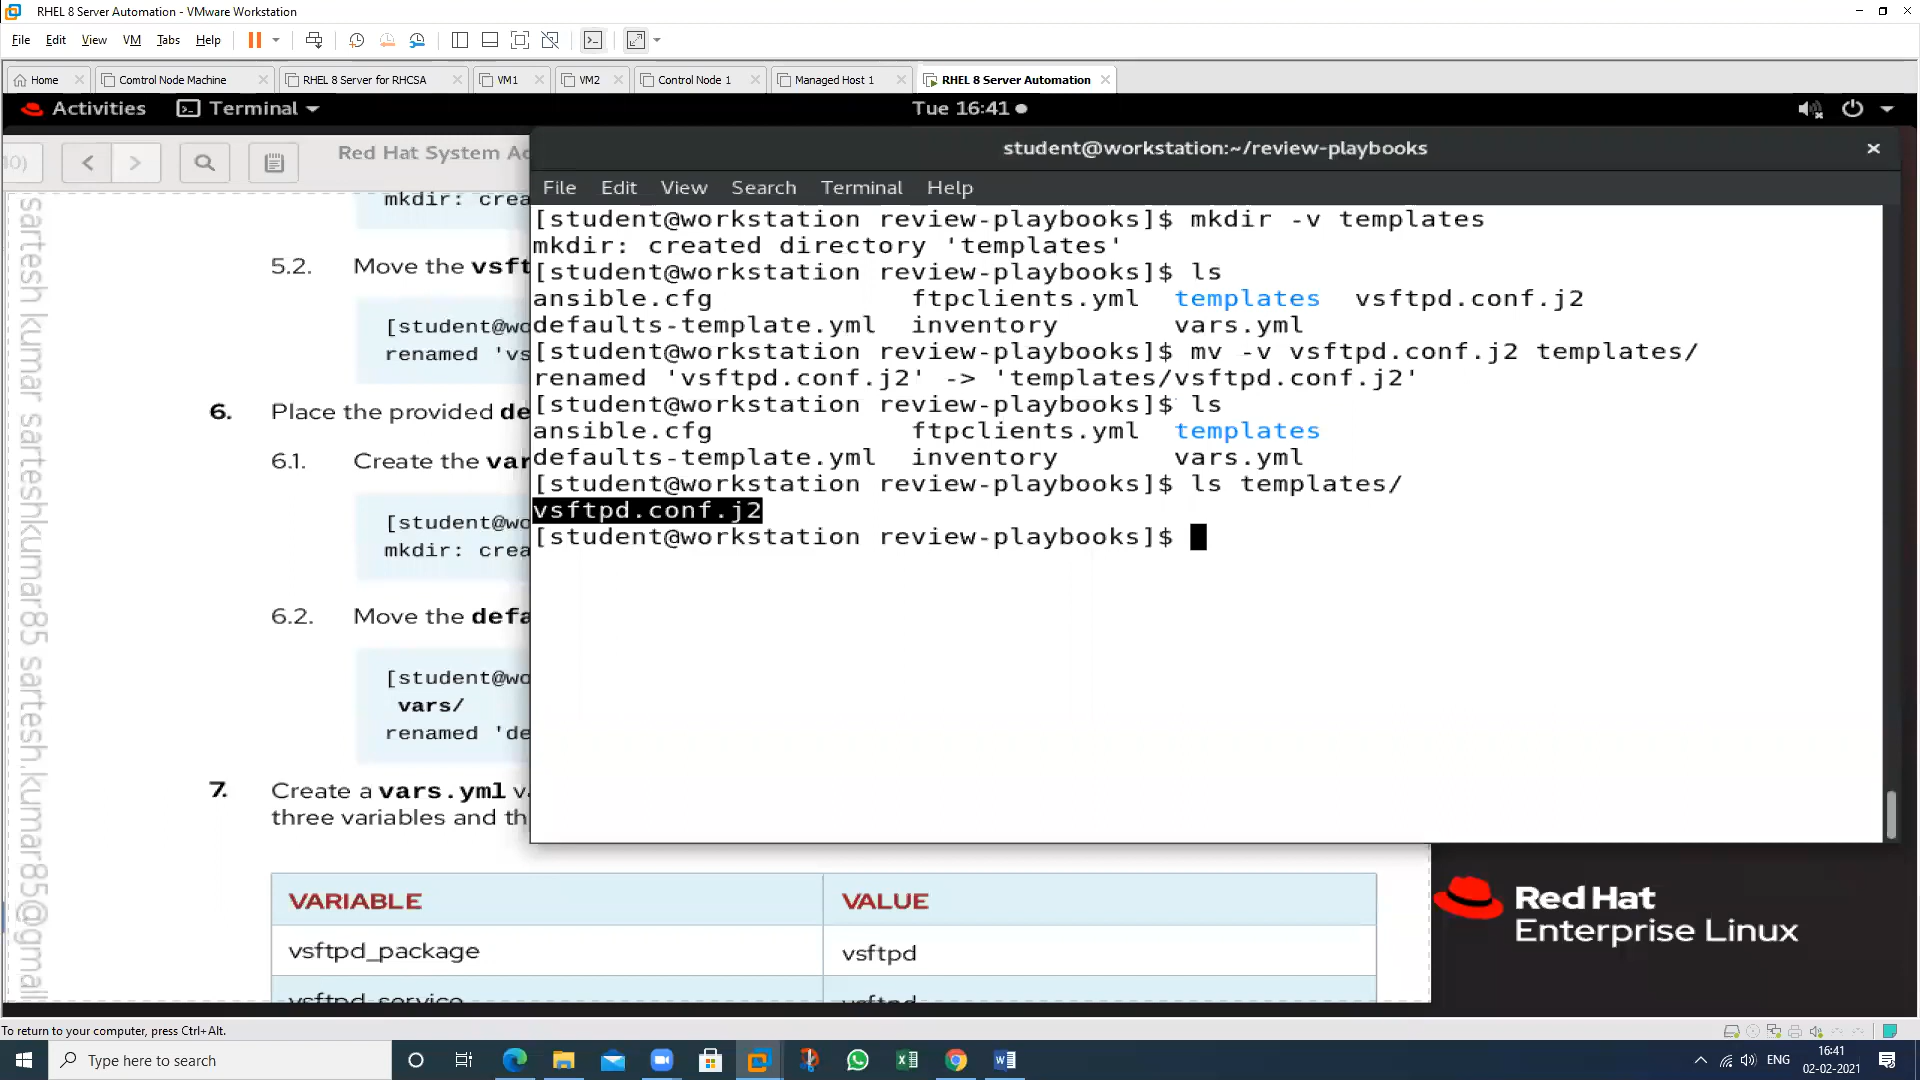 RHEL 8 Server Automation - VMware Workstation
File Edit View VM Tabs Help
Home
Comtrol Node Machine
RHEL 8 Server for RHCSA
VM1
VM2
Control Node 1
Managed Host 1
RHEL 8 Server Automation
Activities Terminal Tue 16:41
Red Hat System Ad
student@workstation:~/review-playbooks
File Edit View Search Terminal Help
[student@workstation review-playbooks]$ mkdir -v templates
mkdir: created directory 'templates'
[student@workstation review-playbooks]$ ls
ansible.cfg ftpclients.yml templates vsftpd.conf.j2
defaults-template.yml inventory vars.yml
[student@workstation review-playbooks]$ mv -v vsftpd.conf.j2 templates/
renamed 'vsftpd.conf.j2' -> 'templates/vsftpd.conf.j2'
[student@workstation review-playbooks]$ ls
ansible.cfg ftpclients.yml templates
defaults-template.yml inventory vars.yml
[student@workstation review-playbooks]$ ls templates/
vsftpd.conf.j2
[student@workstation review-playbooks]$
mkdir: crea
5.2. Move the vsft
[student@wo
renamed 'vs
6. Place the provided de
6.1. Create the var
[student@wo
mkdir: crea
6.2. Move the defa
[student@wo
vars/
renamed 'de
7. Create a vars.yml va
three variables and th
VARIABLE VALUE
vsftpd_package vsftpd
vsftpd_service vsftpd
sartesh kumar sarteshkumar85 sartesh.kumar85@gmail
Red Hat
Enterprise Linux
To return to your computer, press Ctrl+Alt.
Type here to search
ENG
16:41
02-02-2021